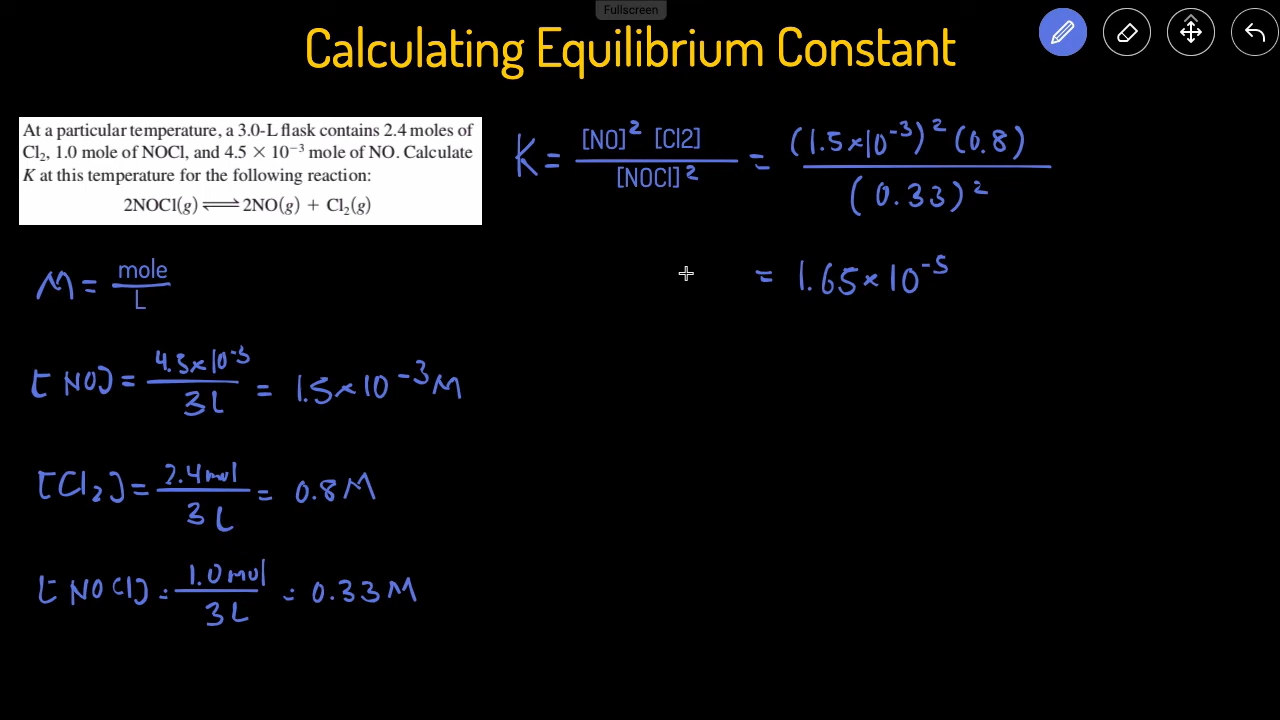 Fullscreen
Calculating Equilibrium Constant
At a particular temperature, a 3.0-L flask contains 2.4 moles of
Cl₂, 1.0 mole of NOCl, and 4.5 × 10⁻³ mole of NO. Calculate
K at this temperature for the following reaction:
2NOCl(g) ⇌ 2NO(g) + Cl₂(g)
K = [NO]² [Cl2] / [NOCl]² = (1.5×10⁻³)² (0.8) / (0.33)²
= 1.65×10⁻⁵
M = mole / L
[NO] = 4.5×10⁻³ / 3L = 1.5×10⁻³ M
[Cl₂] = 2.4 mol / 3L = 0.8 M
[NOCl] = 1.0 mol / 3L = 0.33 M